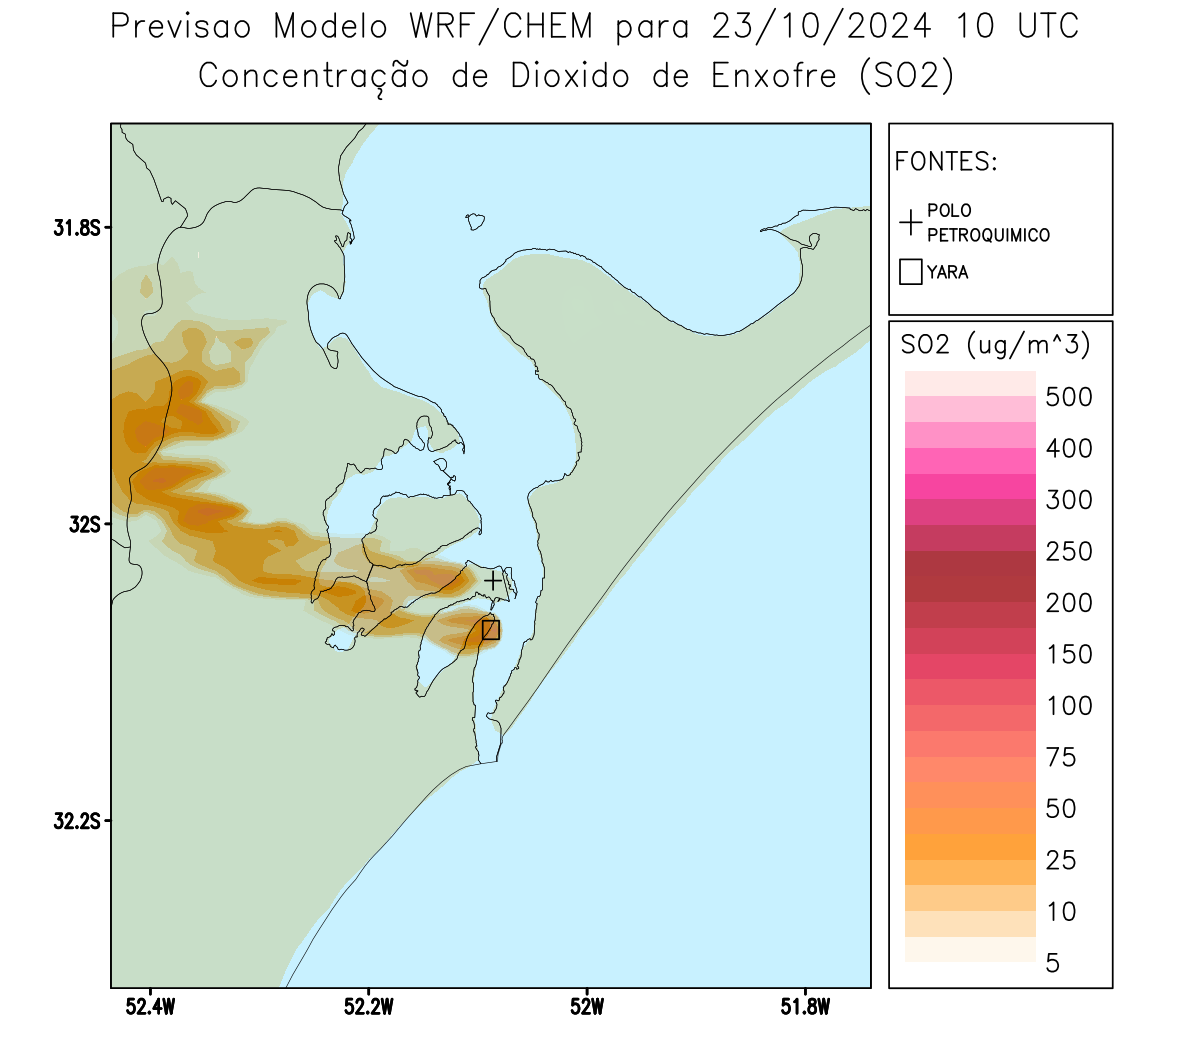 Previsao Modelo WRF/CHEM para 23/10/2024 10 UTC
Concentração de Dioxido de Enxofre (SO2)
FONTES:
POLO
PETROQUIMICO
YARA
31.8S
32S
32.2S
52.4W
52.2W
52W
51.8W
SO2 (ug/m^3)
500
400
300
250
200
150
100
75
50
25
10
5